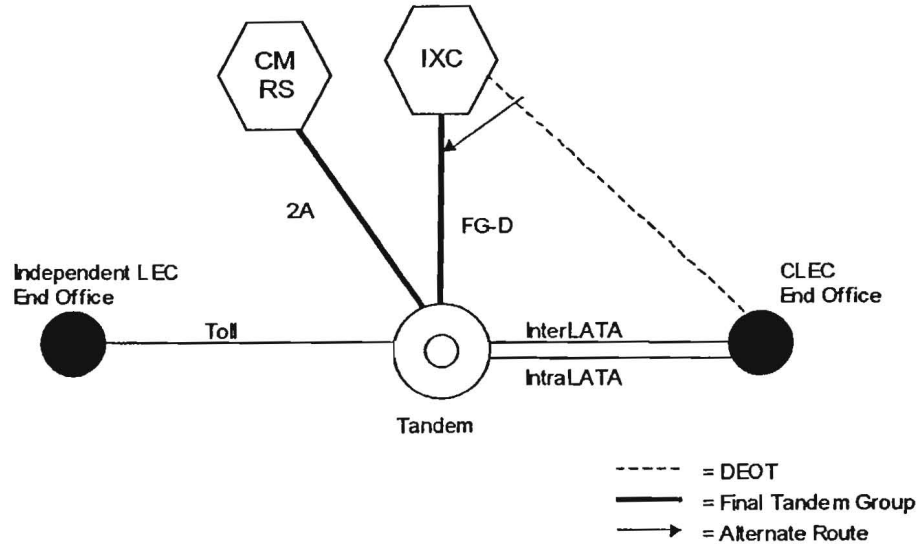 CM
RS
IXC
2A
FG-D
Independent LEC
End Office
CLEC
End Office
Toll
InterLATA
IntraLATA
Tandem
= DEOT
= Final Tandem Group
= Alternate Route